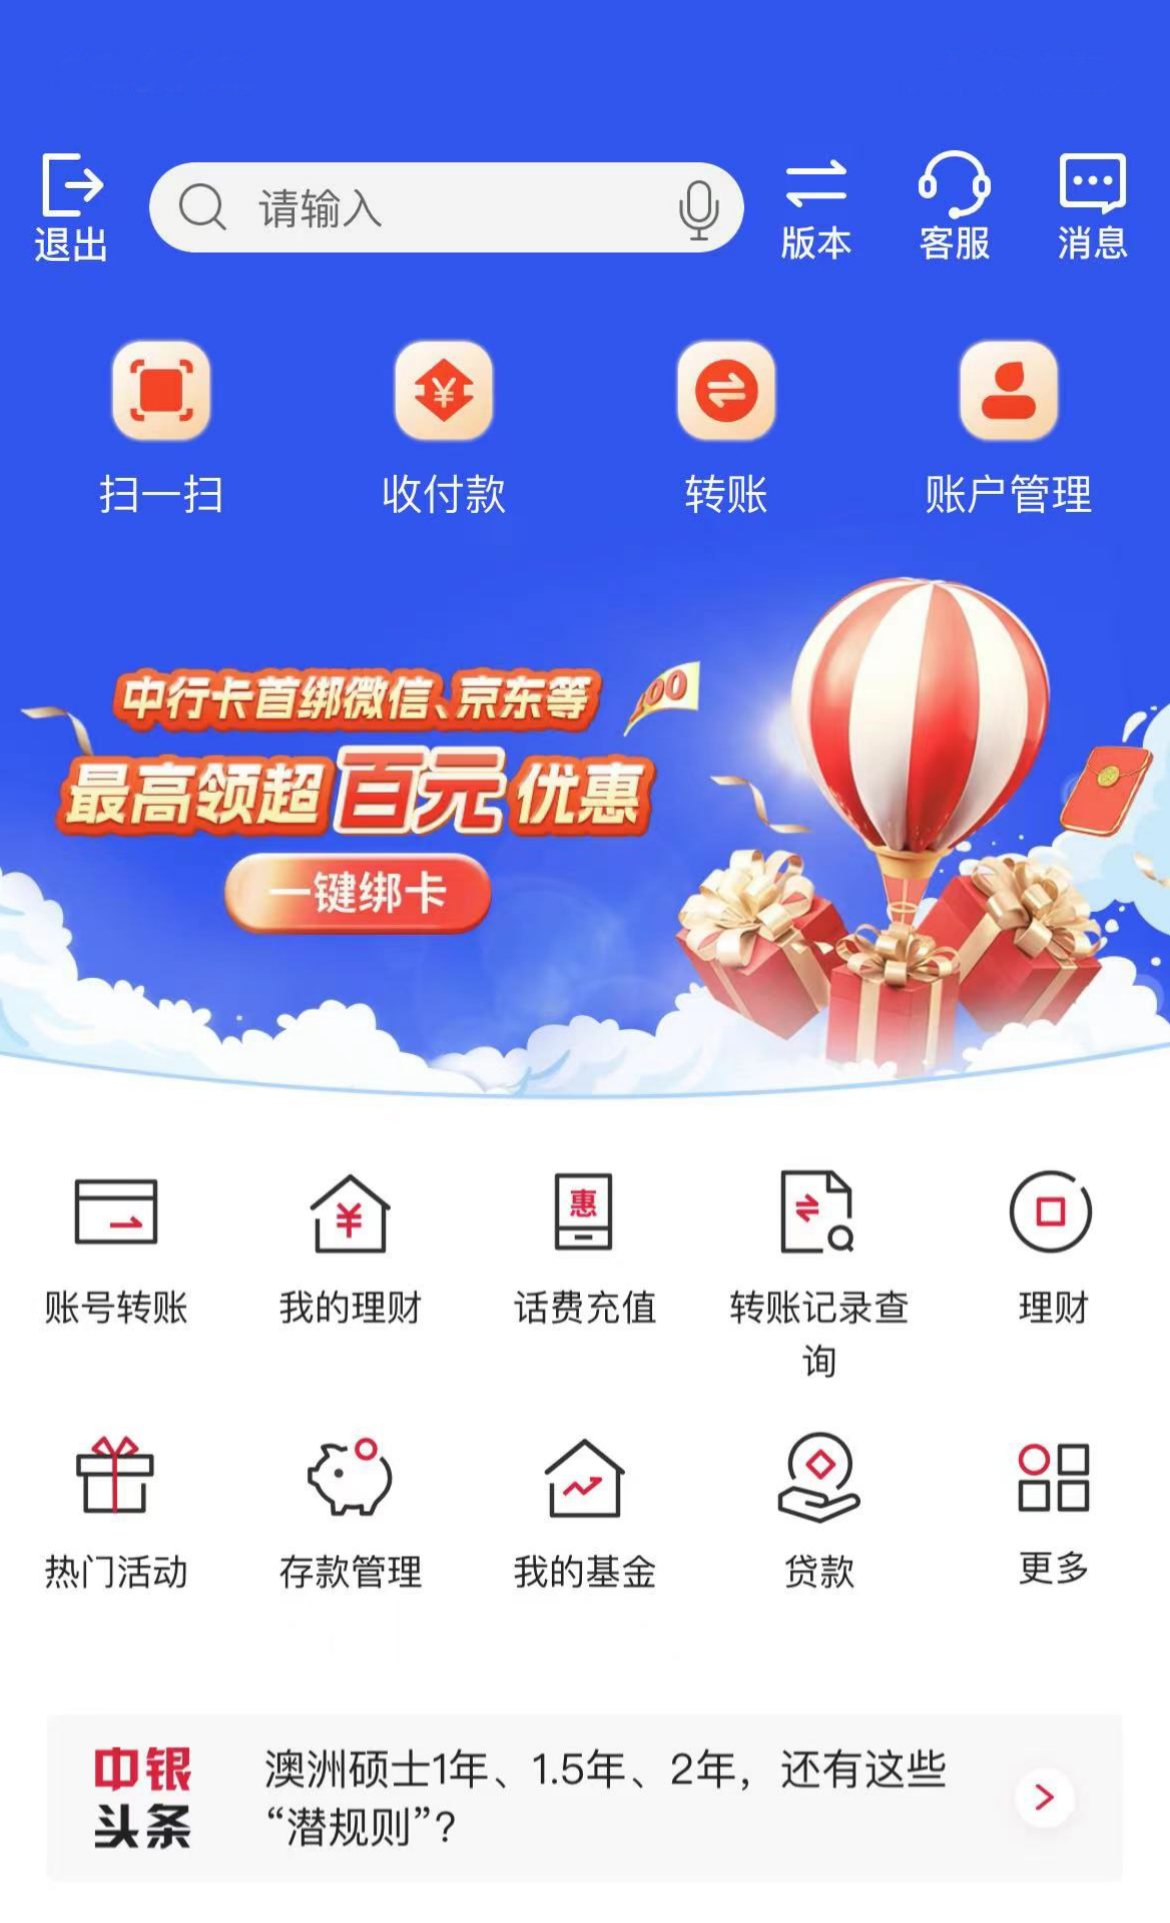 退出
请输入
版本
客服
消息
扫一扫
收付款
转账
账户管理
中行卡首绑微信、京东等
100
最高领超百元优惠
一键绑卡
惠
账号转账
我的理财
话费充值
转账记录查
询
理财
热门活动
存款管理
我的基金
贷款
更多
中银
头条
澳洲硕士1年、1.5年、2年，还有这些
“潜规则”？